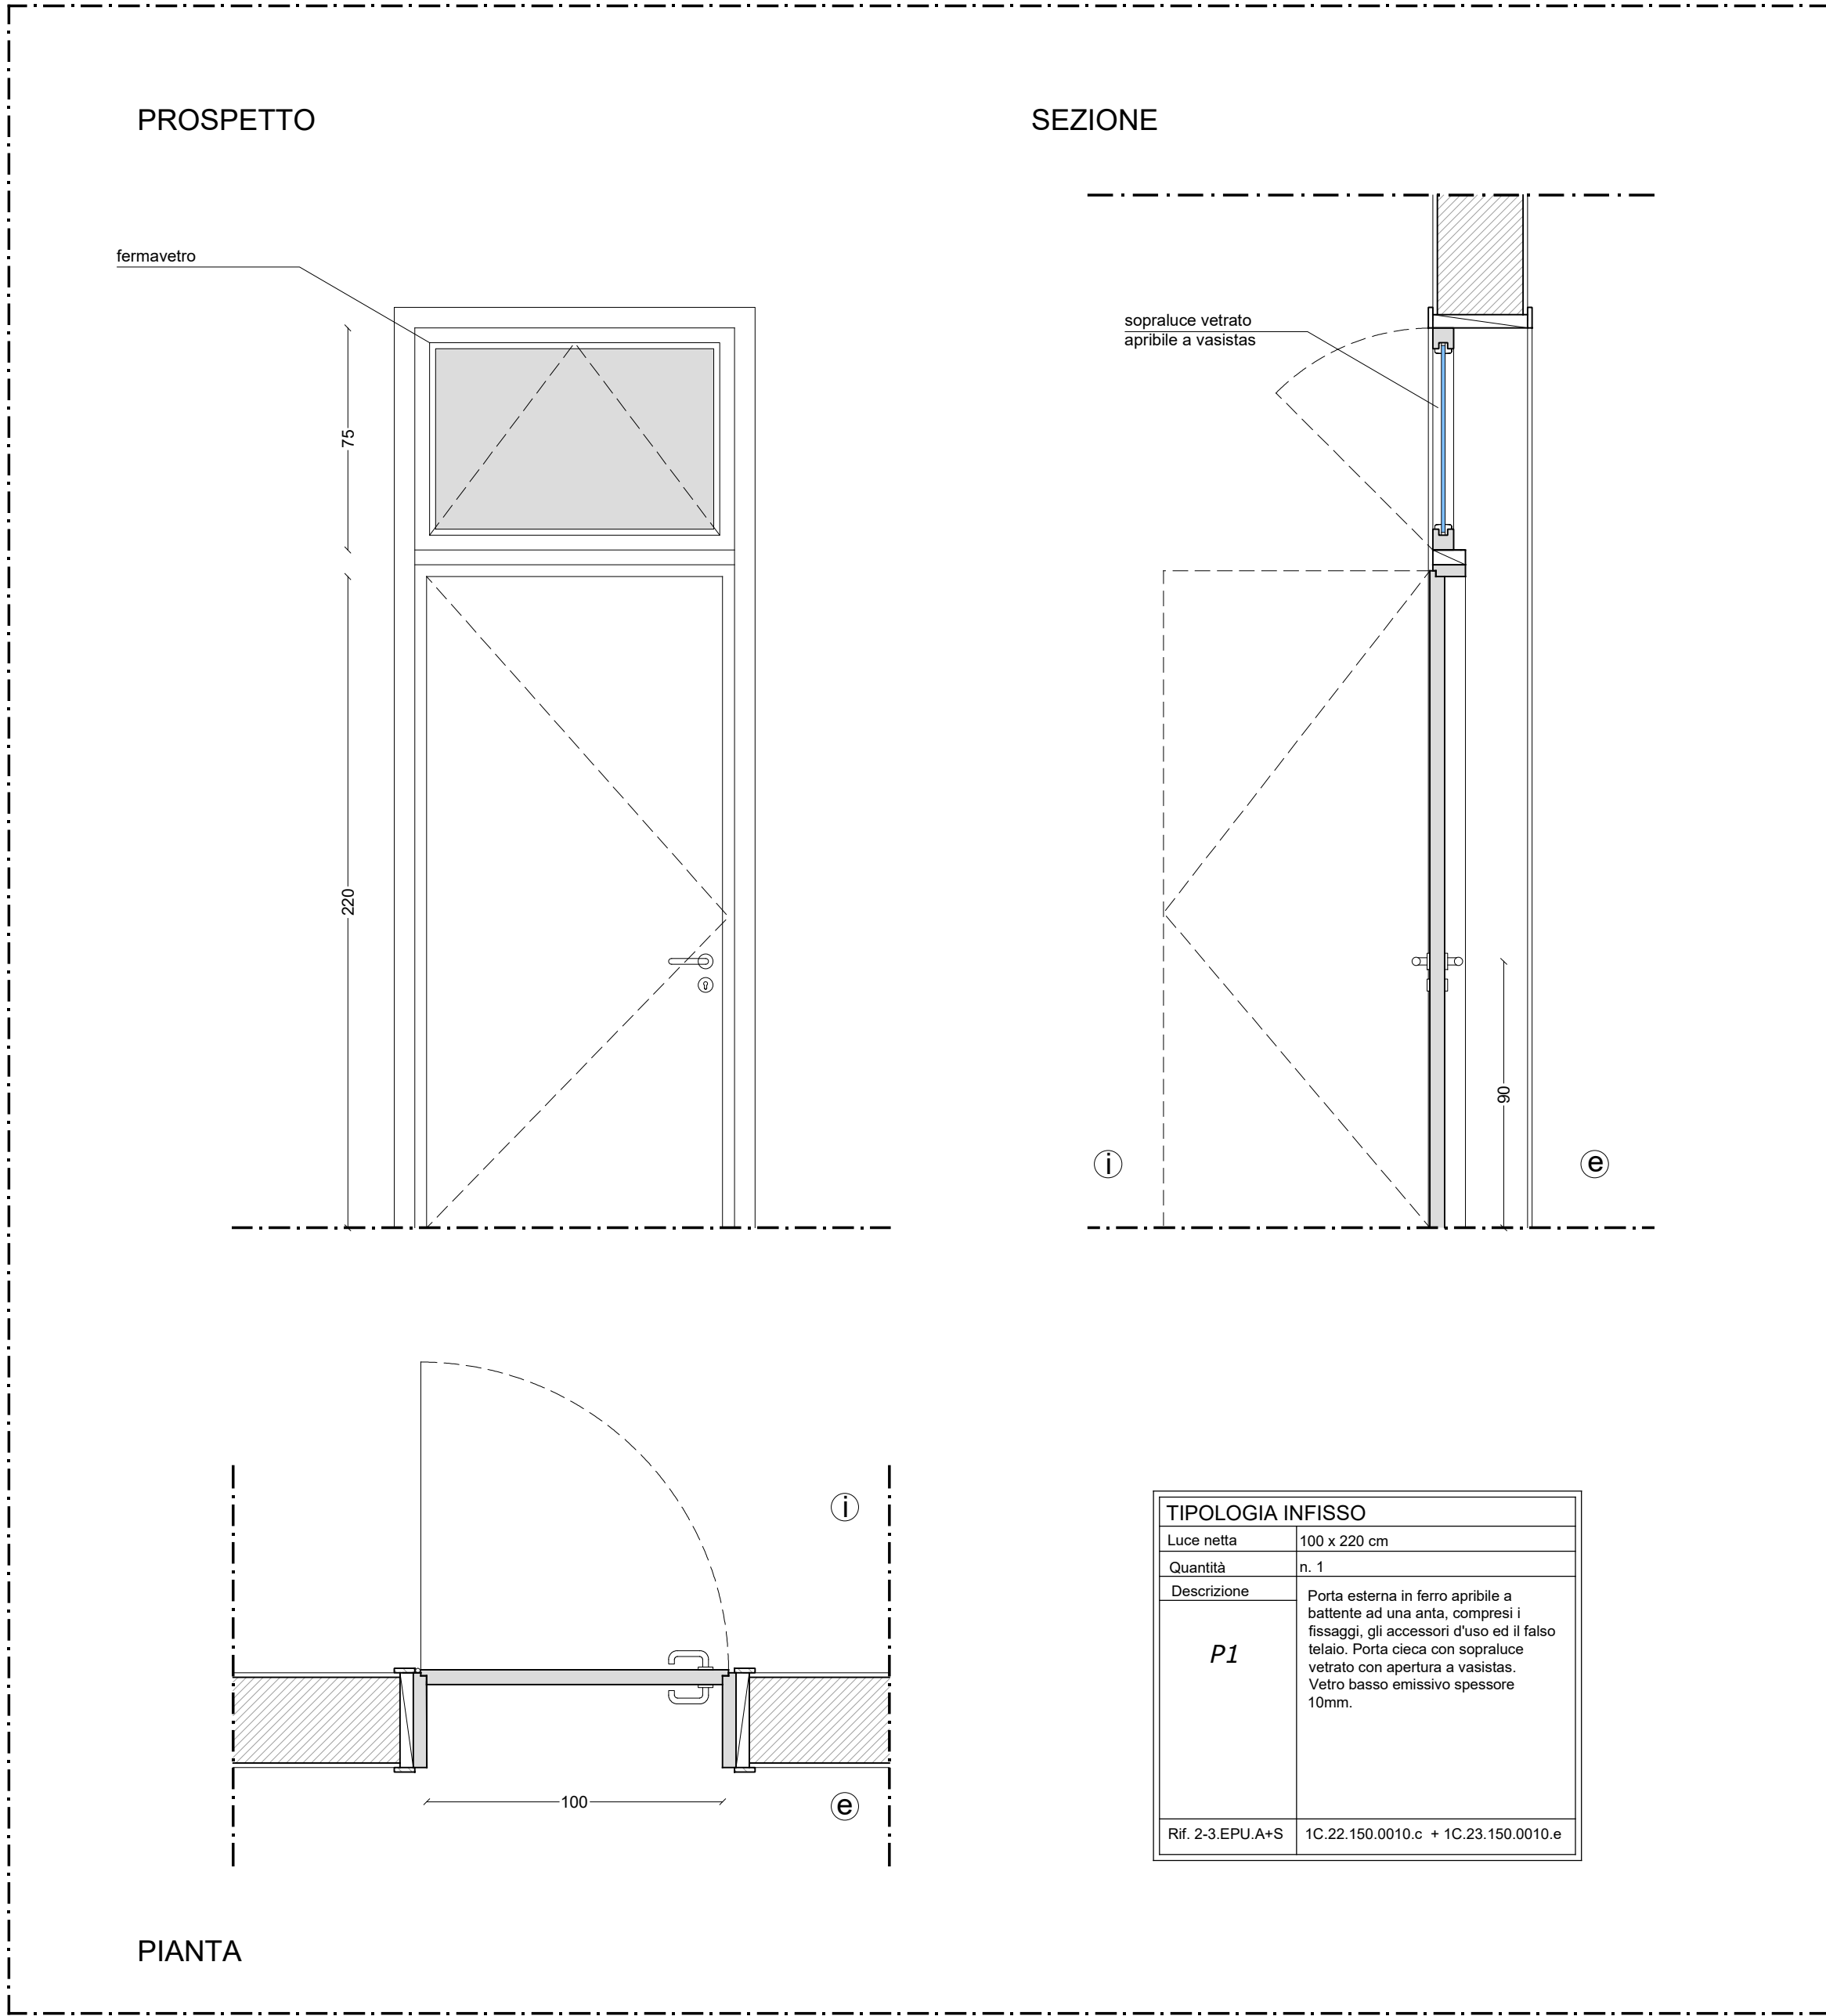 PROSPETTO
SEZIONE
fermavetro
sopraluce vetrato
apribile a vasistas
75
220
90
i
e
i
e
100
TIPOLOGIA INFISSO
Luce netta 100 x 220 cm
Quantità n. 1
Descrizione
P1
Porta esterna in ferro apribile a
battente ad una anta, compresi i
fissaggi, gli accessori d'uso ed il falso
telaio. Porta cieca con sopraluce
vetrato con apertura a vasistas.
Vetro basso emissivo spessore
10mm.
Rif. 2-3.EPU.A+S 1C.22.150.0010.c + 1C.23.150.0010.e
PIANTA